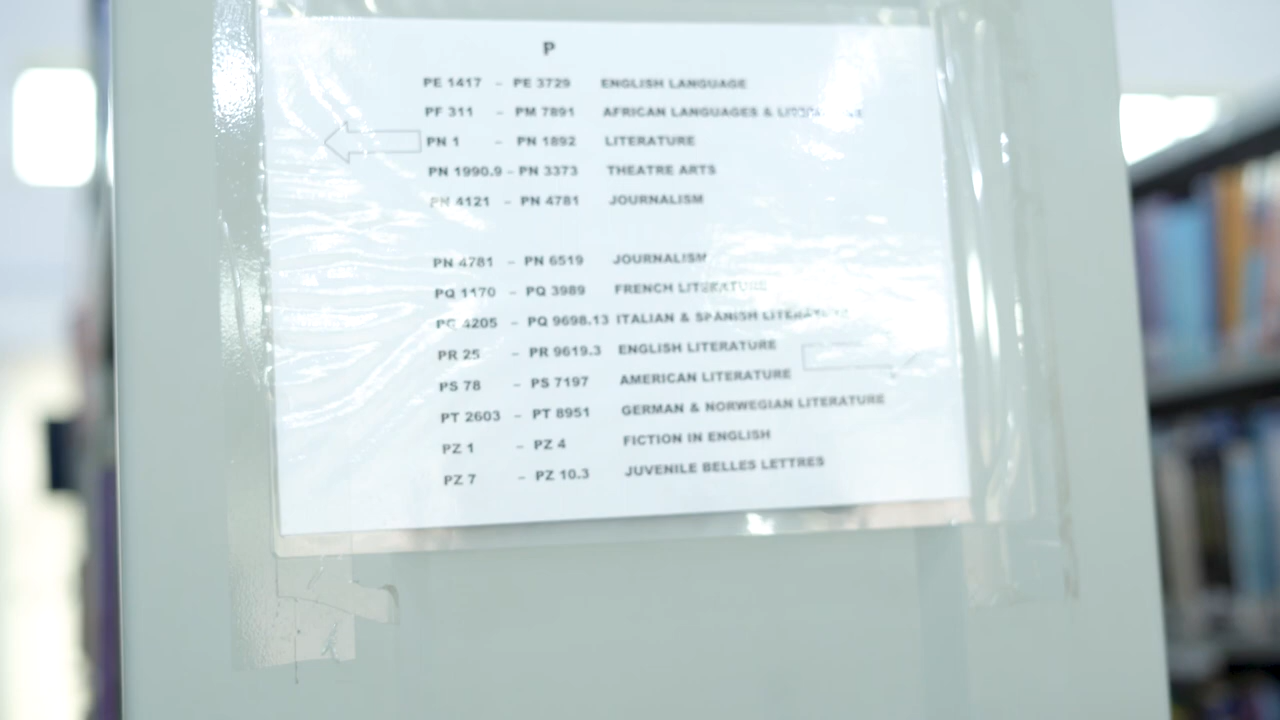 P
PE 1417 – PE 3729 ENGLISH LANGUAGE
PF 311 – PM 7891 AFRICAN LANGUAGES &
PN 1 – PN 1892 LITERATURE
PN 1990.9 – PN 3373 THEATRE ARTS
PN 4121 – PN 4781 JOURNALISM
PN 4781 – PN 6519 JOURNALISM
PQ 1170 – PQ 3989 FRENCH LITERATURE
4205 – PQ 9698.13 ITALIAN & SPANISH LITERATURE
PR 25 – PR 9619.3 ENGLISH LITERATURE
PS 78 – PS 7197 AMERICAN LITERATURE
PT 2603 – PT 8951 GERMAN & NORWEGIAN LITERATURE
PZ 1 – PZ 4 FICTION IN ENGLISH
PZ 7 – PZ 10.3 JUVENILE BELLES LETTRES